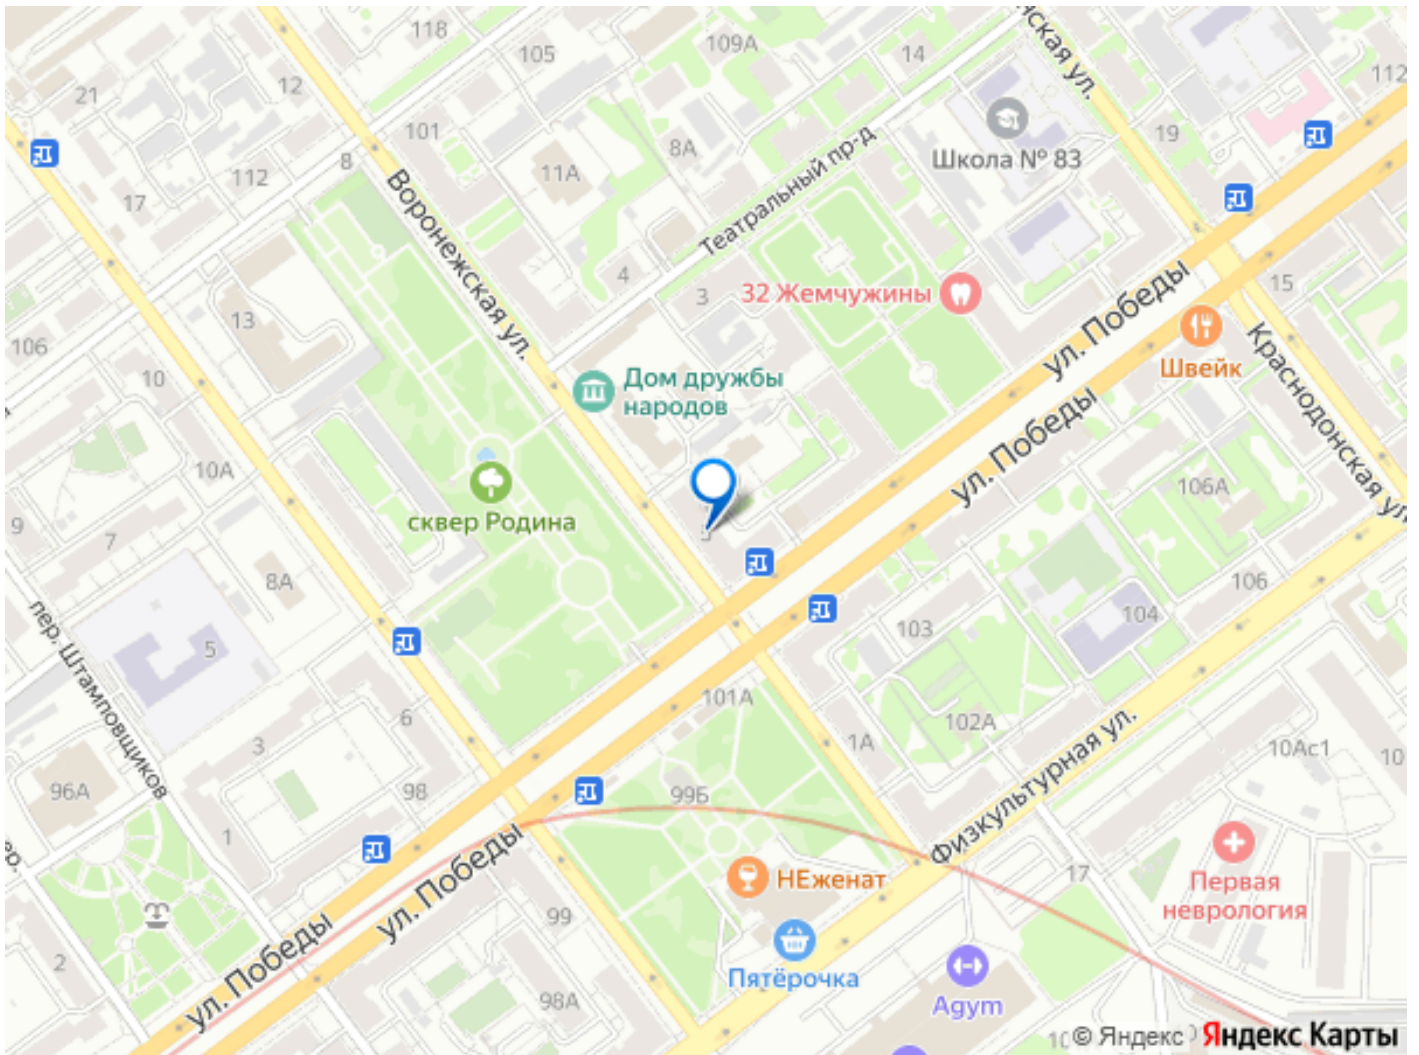 118
105
109А
14
нская ул.
112
21
12
101
8А
19
Школа № 83
8
112
11А
Театральный пр-д
17
Воронежская ул.
4
3
32 Жемчужины
15
ул. Победы
13
106
Швейк
Краснодонская ул.
10
Дом дружбы
народов
ул. Победы
10А
106А
сквер Родина
9
7
8А
106
104
103
5
пер. Штамповщиков
101А
102А
1А
6
3
Физкультурная ул.
10Ас1
10
96А
98
99Б
1
ул. Победы
НЕженат
17
Первая
неврология
99
ул. Победы
2
Пятёрочка
98А
Agym
© Яндекс
Яндекс Карты